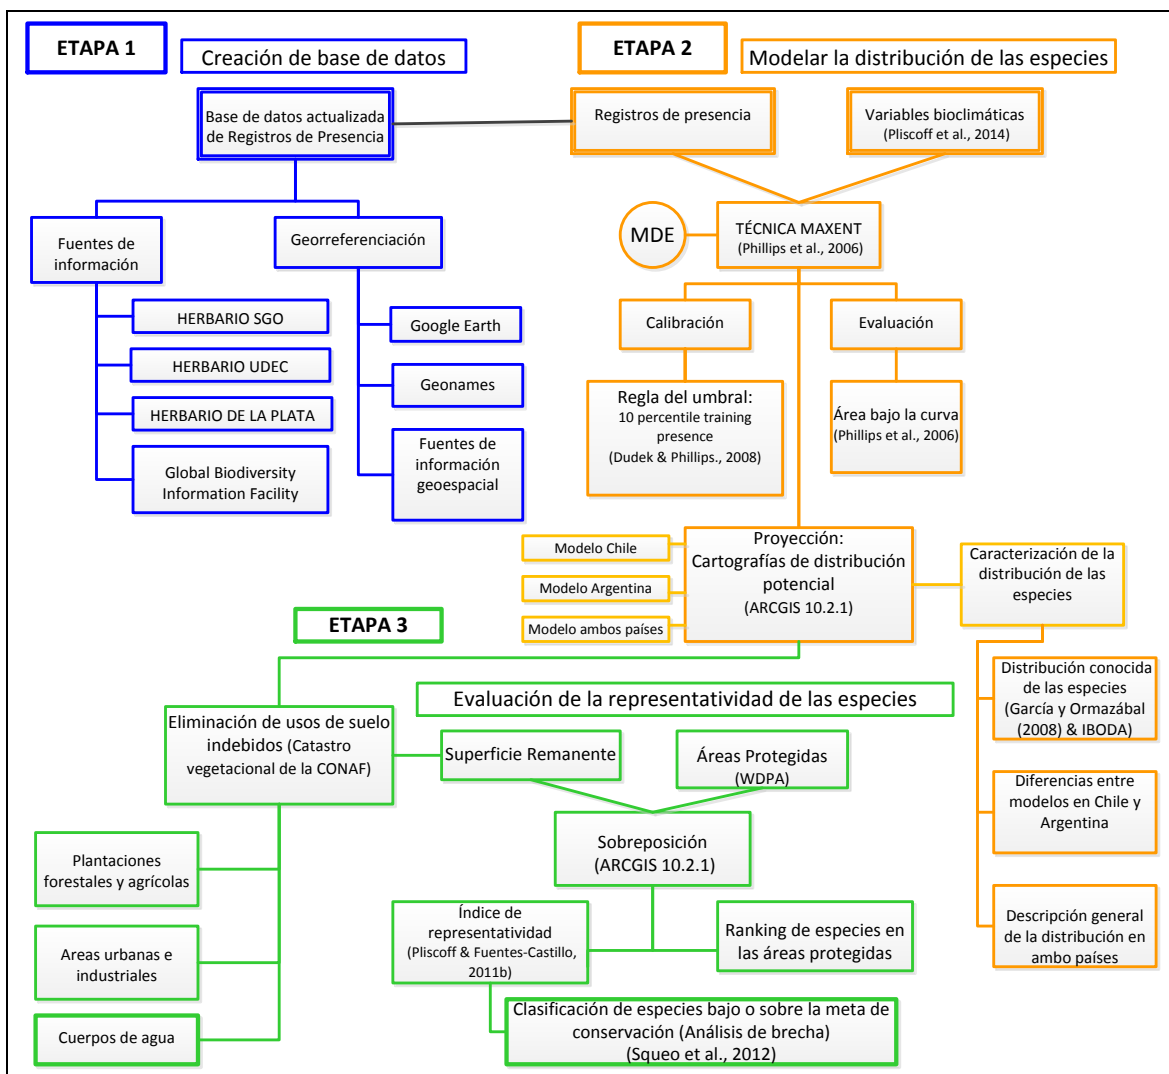 ETAPA 1
Creación de base de datos
Base de datos actualizada
de Registros de Presencia
Fuentes de
información
Georreferenciación
HERBARIO SGO
HERBARIO UDEC
HERBARIO DE LA PLATA
Global Biodiversity
Information Facility
Google Earth
Geonames
Fuentes de
información
geoespacial
ETAPA 2
Modelar la distribución de las especies
Registros de presencia
Variables bioclimáticas
(Pliscoff et al., 2014)
MDE
TÉCNICA MAXENT
(Phillips et al., 2006)
Calibración
Evaluación
Regla del umbral:
10 percentile training
presence
(Dudek & Phillips., 2008)
Área bajo la curva
(Phillips et al., 2006)
Modelo Chile
Modelo Argentina
Modelo ambos países
Proyección:
Cartografías de distribución
potencial
(ARCGIS 10.2.1)
Caracterización de la
distribución de las
especies
Distribución conocida
de las especies
(García y Ormazábal
(2008) & IBODA)
Diferencias entre
modelos en Chile y
Argentina
Descripción general
de la distribución en
ambo países
ETAPA 3
Evaluación de la representatividad de las especies
Eliminación de usos de suelo
indebidos (Catastro
vegetacional de la CONAF)
Superficie Remanente
Áreas Protegidas
(WDPA)
Plantaciones
forestales y agrícolas
Areas urbanas e
industriales
Cuerpos de agua
Sobreposición
(ARCGIS 10.2.1)
Índice de
representatividad
(Pliscoff & Fuentes-Castillo,
2011b)
Ranking de especies en
las áreas protegidas
Clasificación de especies bajo o sobre la meta
de conservación (Análisis de brecha)
(Squeo et al., 2012)